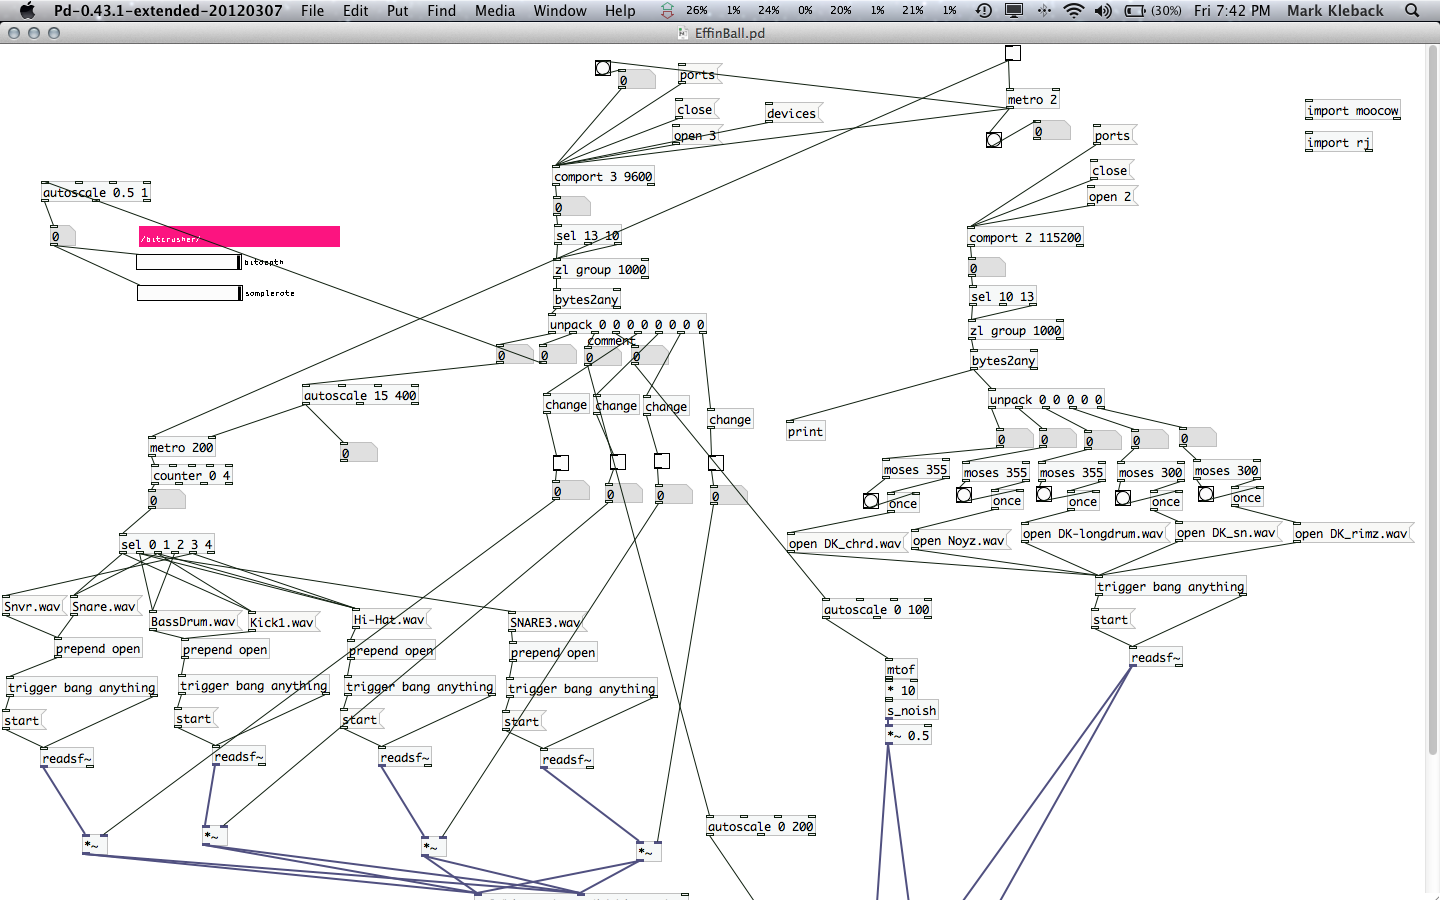 Pd-0.43.1-extended-20120307 File Edit Put Find Media Window Help 26% 1% 24% 0% 20% 1% 21% 1% (30%) Fri 7:42 PM Mark Kleback
EffinBall.pd
0 ports
close devices
open 3
metro 2
0 ports
import moocow
import rj
comport 3 9600
close
open 2
autoscale 0.5 1
0
0
/bitcrusher/
bitdepth
samplerate
sel 13 10
comport 2 115200
zl group 1000
0
bytes2any
sel 10 13
unpack 0 0 0 0 0 0 0 0
zl group 1000
comment
0 0 0 0
bytes2any
autoscale 15 400
unpack 0 0 0 0 0
change change change change
print
0 0 0 0 0
metro 200
0
counter 0 4
moses 355 moses 355 moses 355 moses 300 moses 300
0
0 0 0 0
once once once once once
sel 0 1 2 3 4
open DK_chrd.wav open Noyz.wav open DK-longdrum.wav open DK_sn.wav open DK_rimz.wav
trigger bang anything
Snvr.wav Snare.wav BassDrum.wav Kick1.wav Hi-Hat.wav SNARE3.wav
autoscale 0 100
start
prepend open prepend open prepend open prepend open
readsf~
mtof
* 10
trigger bang anything trigger bang anything trigger bang anything trigger bang anything
s_noish
start start start start
*~ 0.5
readsf~ readsf~ readsf~ readsf~
autoscale 0 200
*~ *~ *~ *~